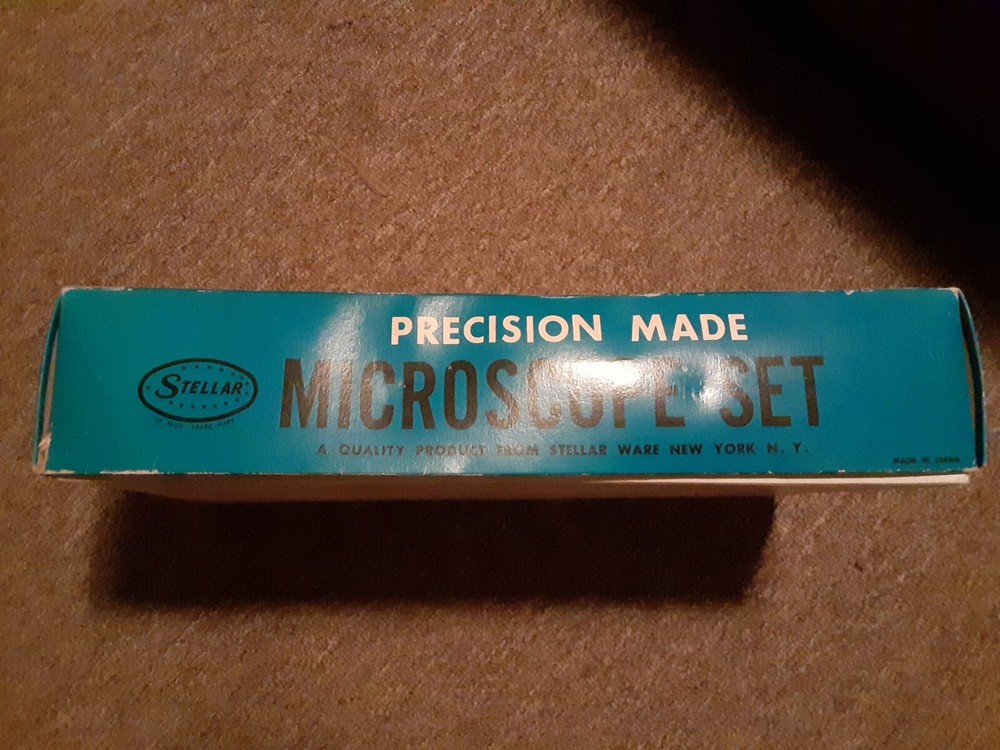 PRECISION MADE
STELLAR
MICROSCOPE SET
A QUALITY PRODUCT FROM STELLAR WARE NEW YORK N. Y.
MADE IN JAPAN